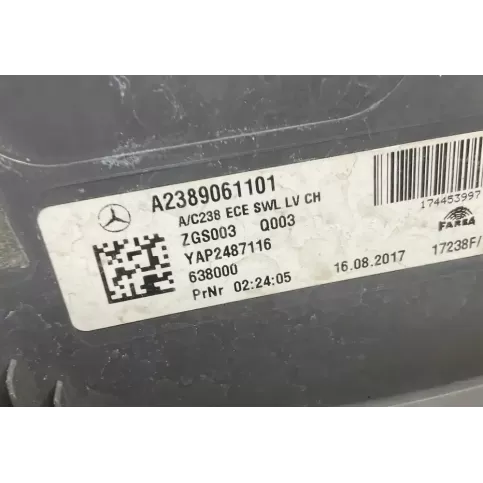 A2389061101
A/C238 ECE SWL LV CH
ZGS003 Q003
YAP2487116
638000
PrNr 02:24:05
16.08.2017
174453997
FARBA
17238F/